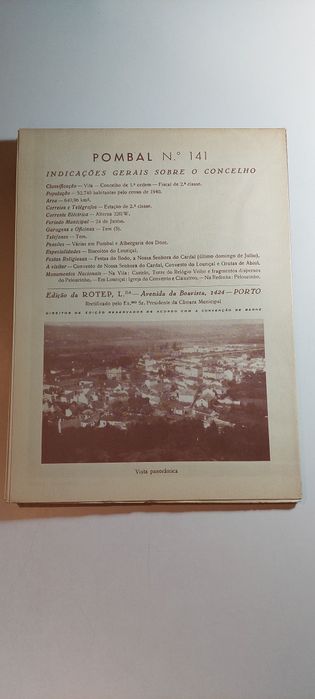 POMBAL N.º 141
INDICAÇÕES GERAIS SOBRE O CONCELHO
Classificação — Vila — Concelho de 1.ª ordem — Fiscal de 2.ª classe.
População — 52.740 habitantes pelo censo de 1940.
Área — 640,96 km².
Correios e Telégrafos — Estação de 2.ª classe.
Corrente Eléctrica — Alterna 220 W.
Feriado Municipal — 24 de Junho.
Garagens e Oficinas — Tem (5).
Telefones — Tem.
Pensões — Várias em Pombal e Albergaria dos Doze.
Especialidades — Biscoitos do Louriçal.
Festas Religiosas — Festas do Bodo, a Nossa Senhora do Cardal (último domingo de Julho).
A visitar — Convento de Nossa Senhora do Cardal, Convento do Louriçal e Grutas de Abiúl.
Monumentos Nacionais — Na Vila: Castelo, Torre do Relógio Velho e fragmentos dispersos
do Pelourinho. — Em Louriçal: Igreja do Convento e Claustros. — Na Redinha: Pelourinho.
Edição da ROTEP, L.da — Avenida da Boavista, 1424 — PORTO
Rectificado pelo Ex.mo Sr. Presidente da Câmara Municipal
DIREITOS DE EDIÇÃO RESERVADOS DE ACORDO COM A CONVENÇÃO DE BERNE
Vista panorâmica